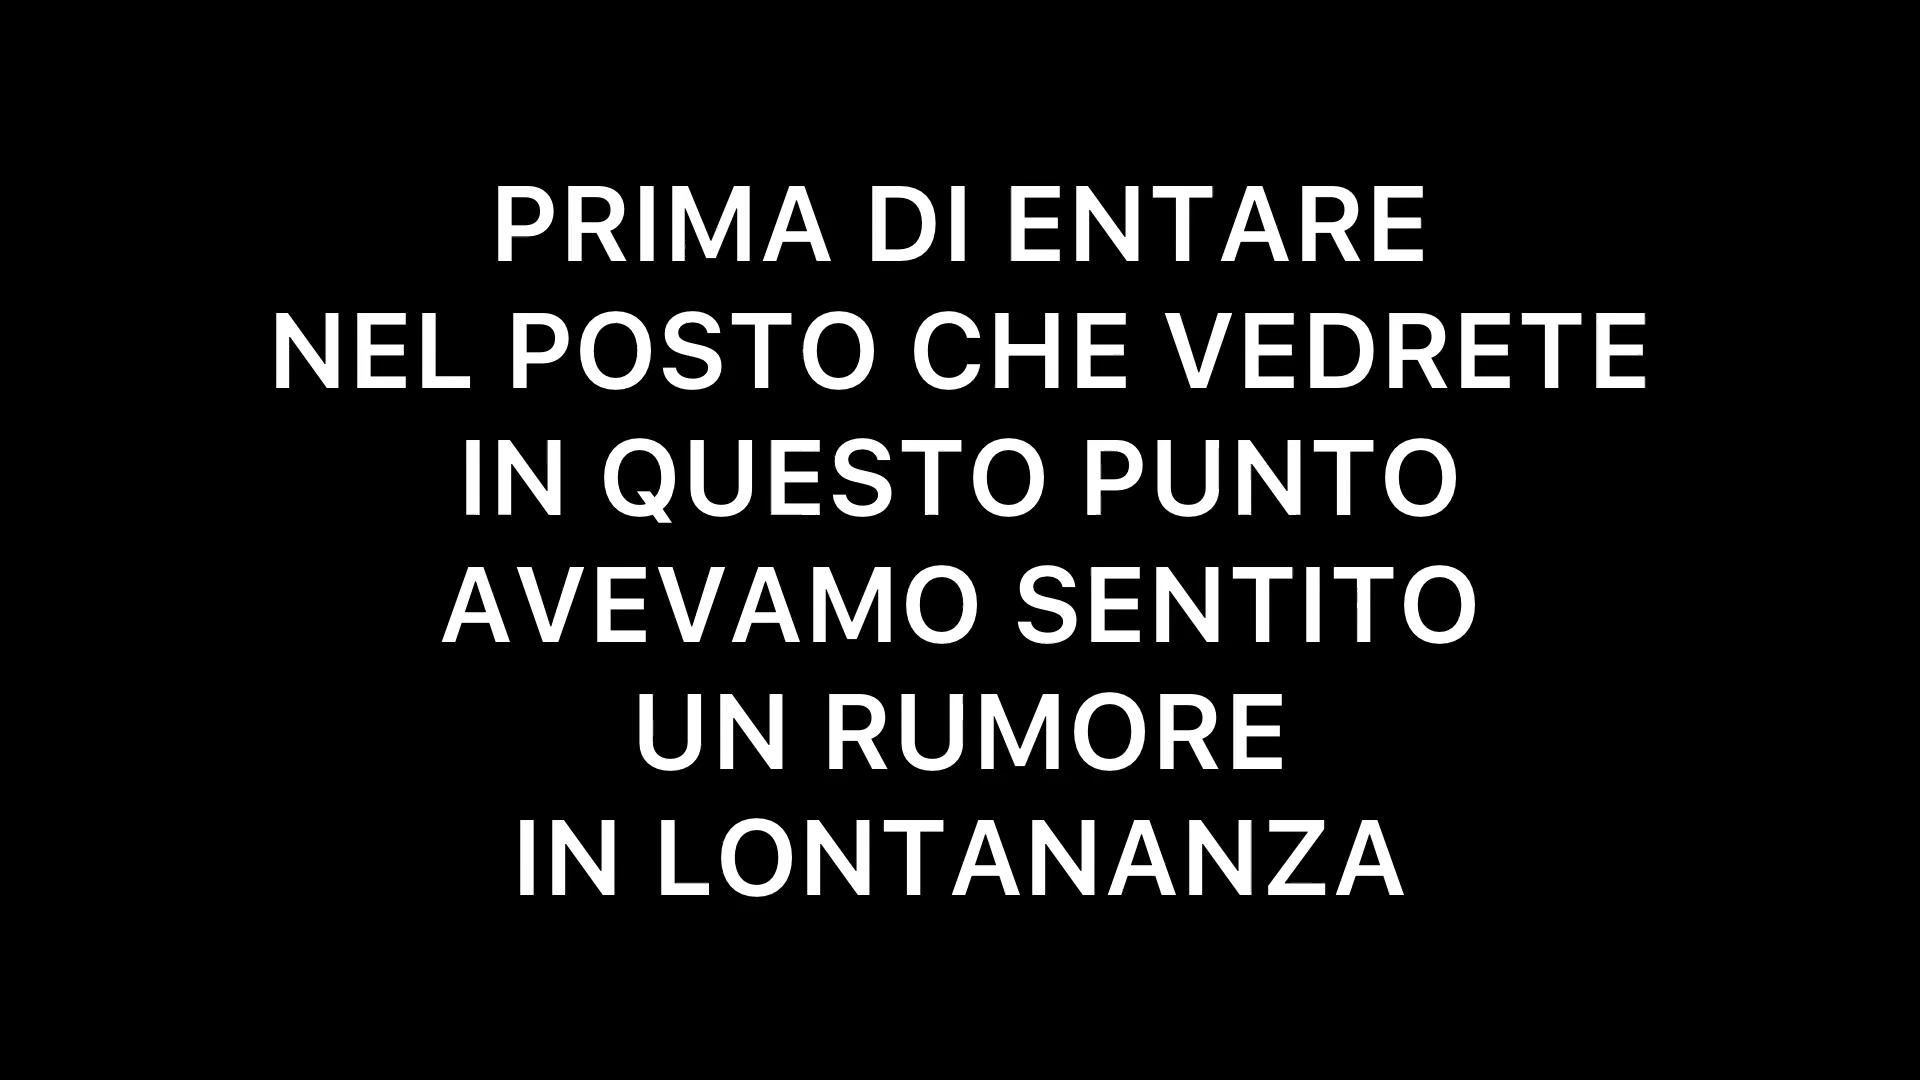 PRIMA DI ENTARE
NEL POSTO CHE VEDRETE
IN QUESTO PUNTO
AVEVAMO SENTITO
UN RUMORE
IN LONTANANZA